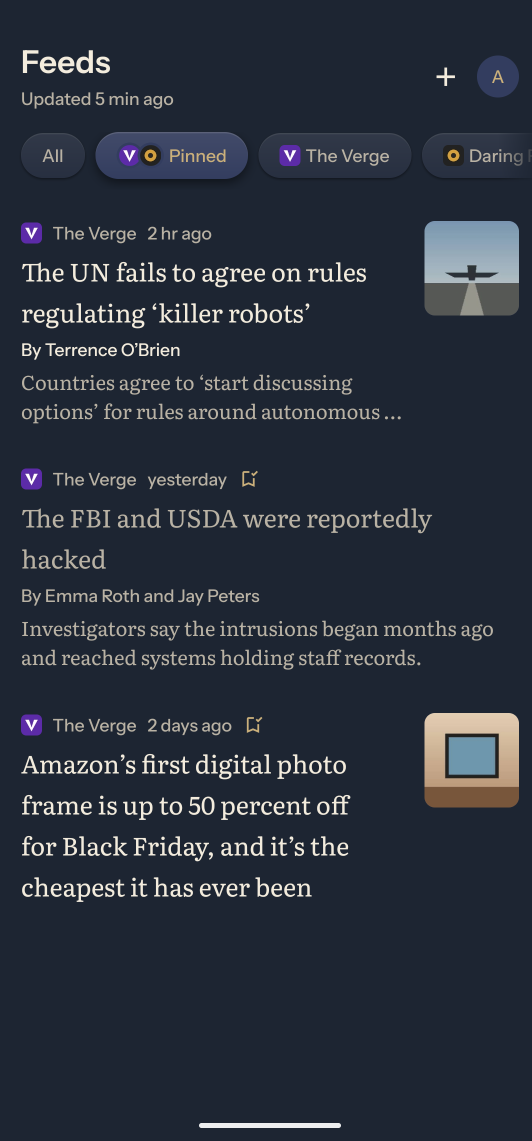 Feeds
Updated 5 min ago
A
All
Pinned
The Verge
Daring
The Verge 2 hr ago
The UN fails to agree on rules
regulating ‘killer robots’
By Terrence O’Brien
Countries agree to ‘start discussing
options’ for rules around autonomous ...
The Verge yesterday
The FBI and USDA were reportedly
hacked
By Emma Roth and Jay Peters
Investigators say the intrusions began months ago
and reached systems holding staff records.
The Verge 2 days ago
Amazon’s first digital photo
frame is up to 50 percent off
for Black Friday, and it’s the
cheapest it has ever been